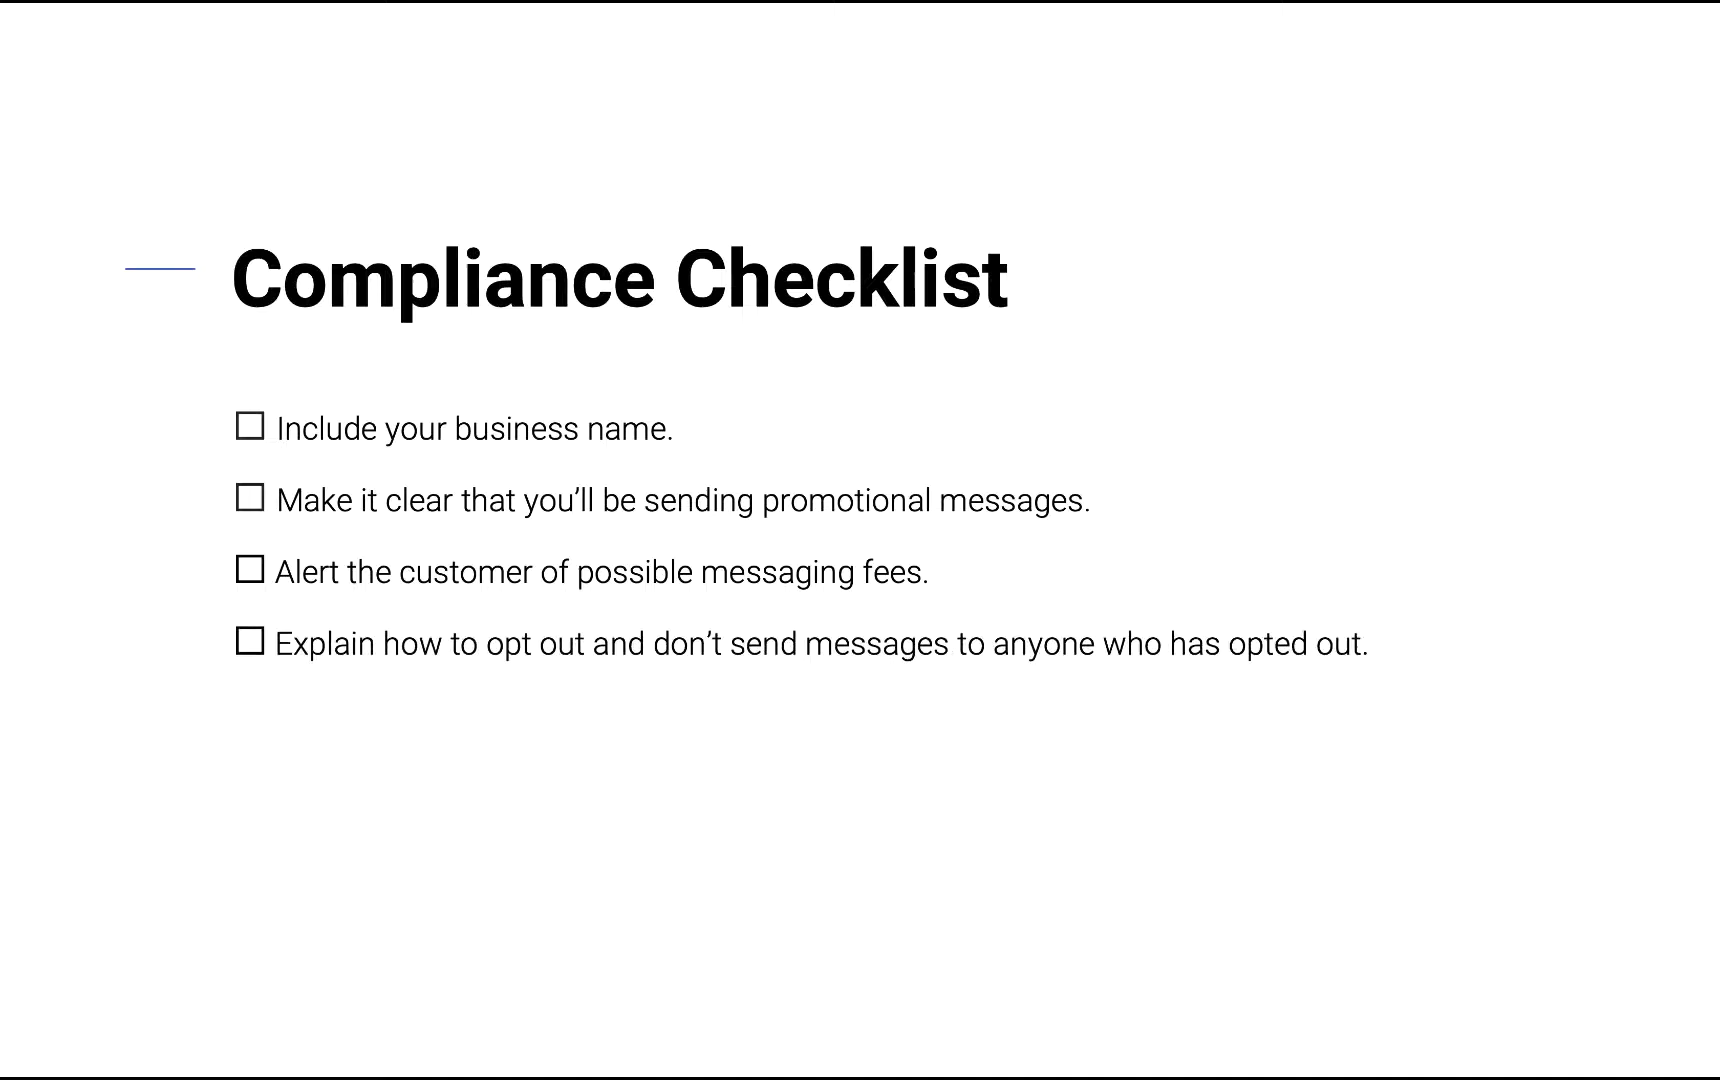 Compliance Checklist
☐ Include your business name.
☐ Make it clear that you’ll be sending promotional messages.
☐ Alert the customer of possible messaging fees.
☐ Explain how to opt out and don’t send messages to anyone who has opted out.